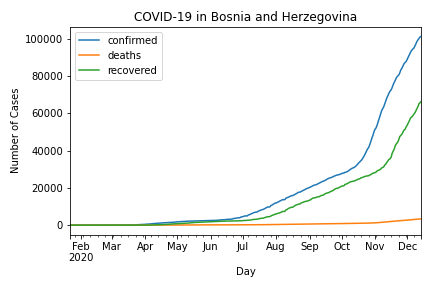 COVID-19 in Bosnia and Herzegovina
confirmed
deaths
recovered
Number of Cases
100000
80000
60000
40000
20000
0
Feb Mar Apr May Jun Jul Aug Sep Oct Nov Dec
2020
Day